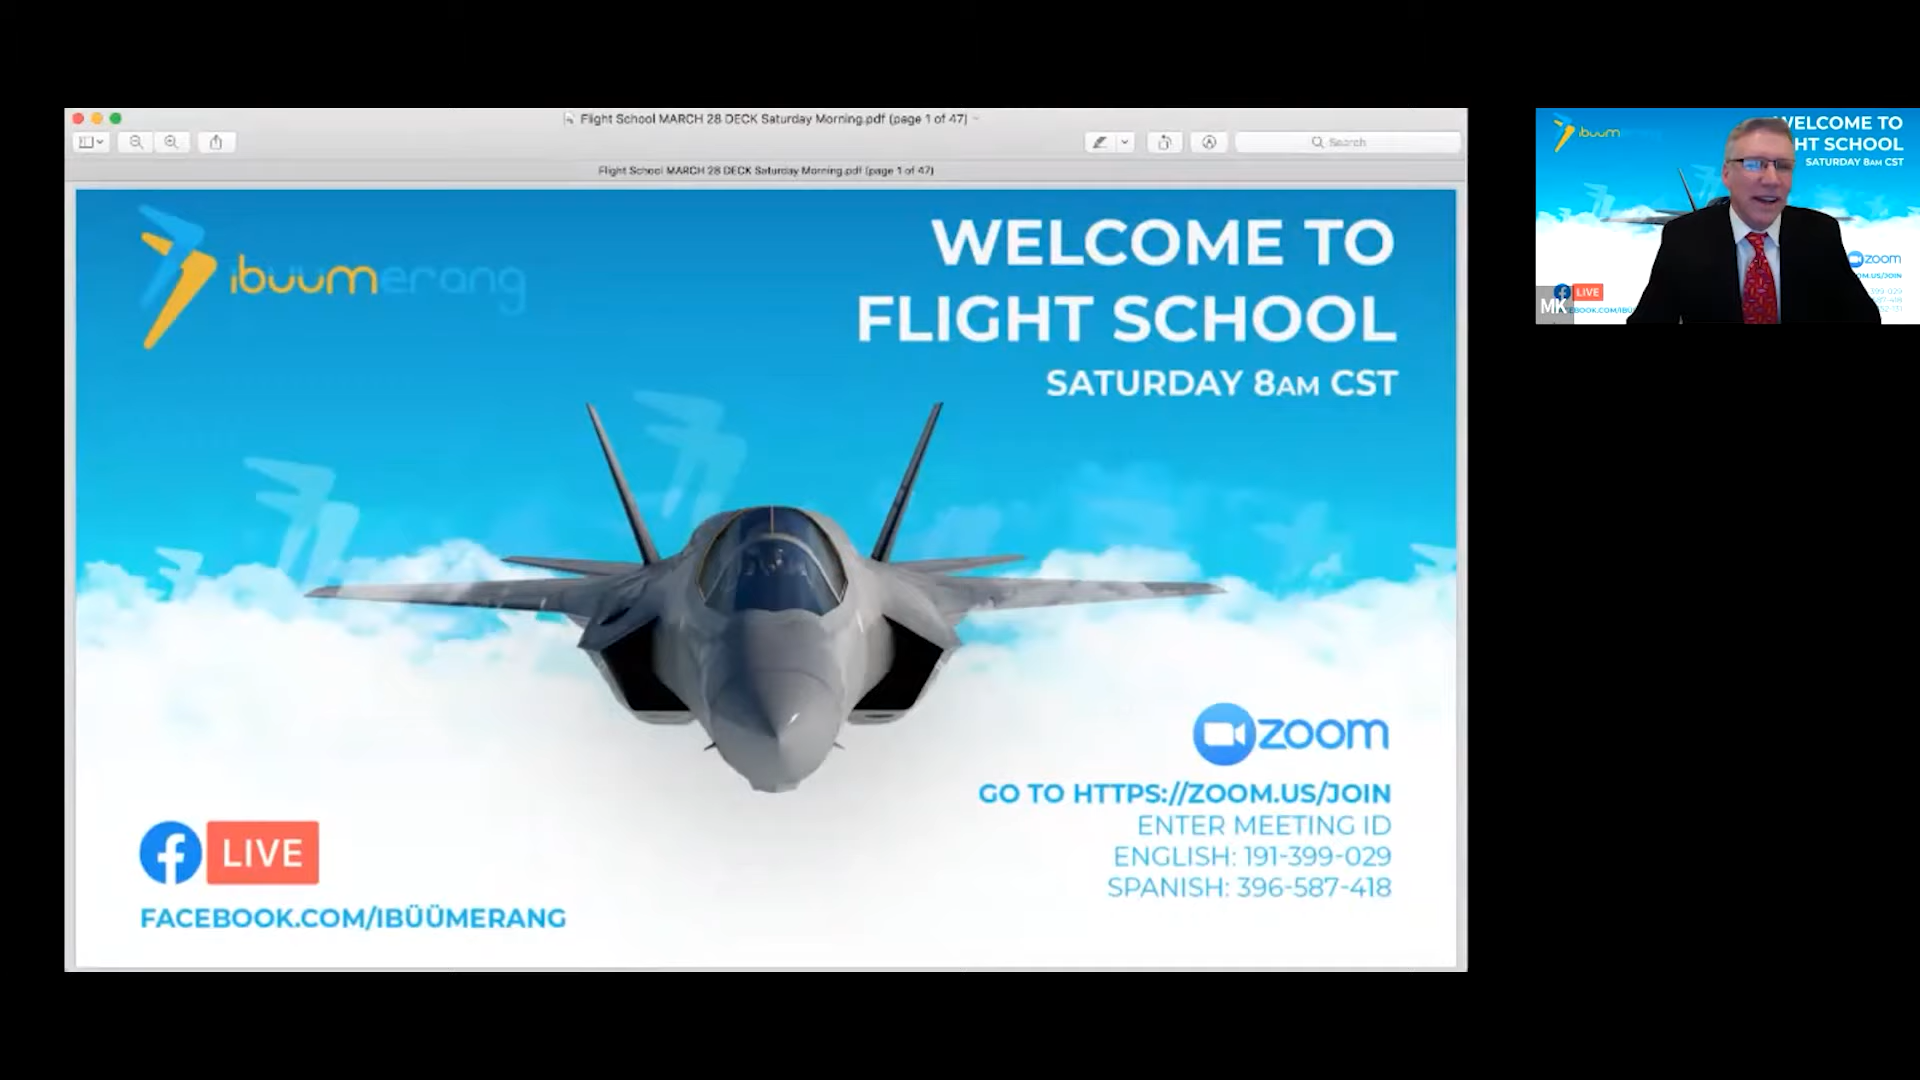 Flight School MARCH 28 DECK Saturday Morning.pdf (page 1 of 47)
Search
Flight School MARCH 28 DECK Saturday Morning.pdf (page 1 of 47)
ibuumerang
WELCOME TO
FLIGHT SCHOOL
SATURDAY 8AM CST
zoom
GO TO HTTPS://ZOOM.US/JOIN
ENTER MEETING ID
ENGLISH: 191-399-029
SPANISH: 396-587-418
LIVE
FACEBOOK.COM/IBÜÜMERANG
ibuum
WELCOME TO
HT SCHOOL
SATURDAY 8AM CST
zoom
LIVE
MK